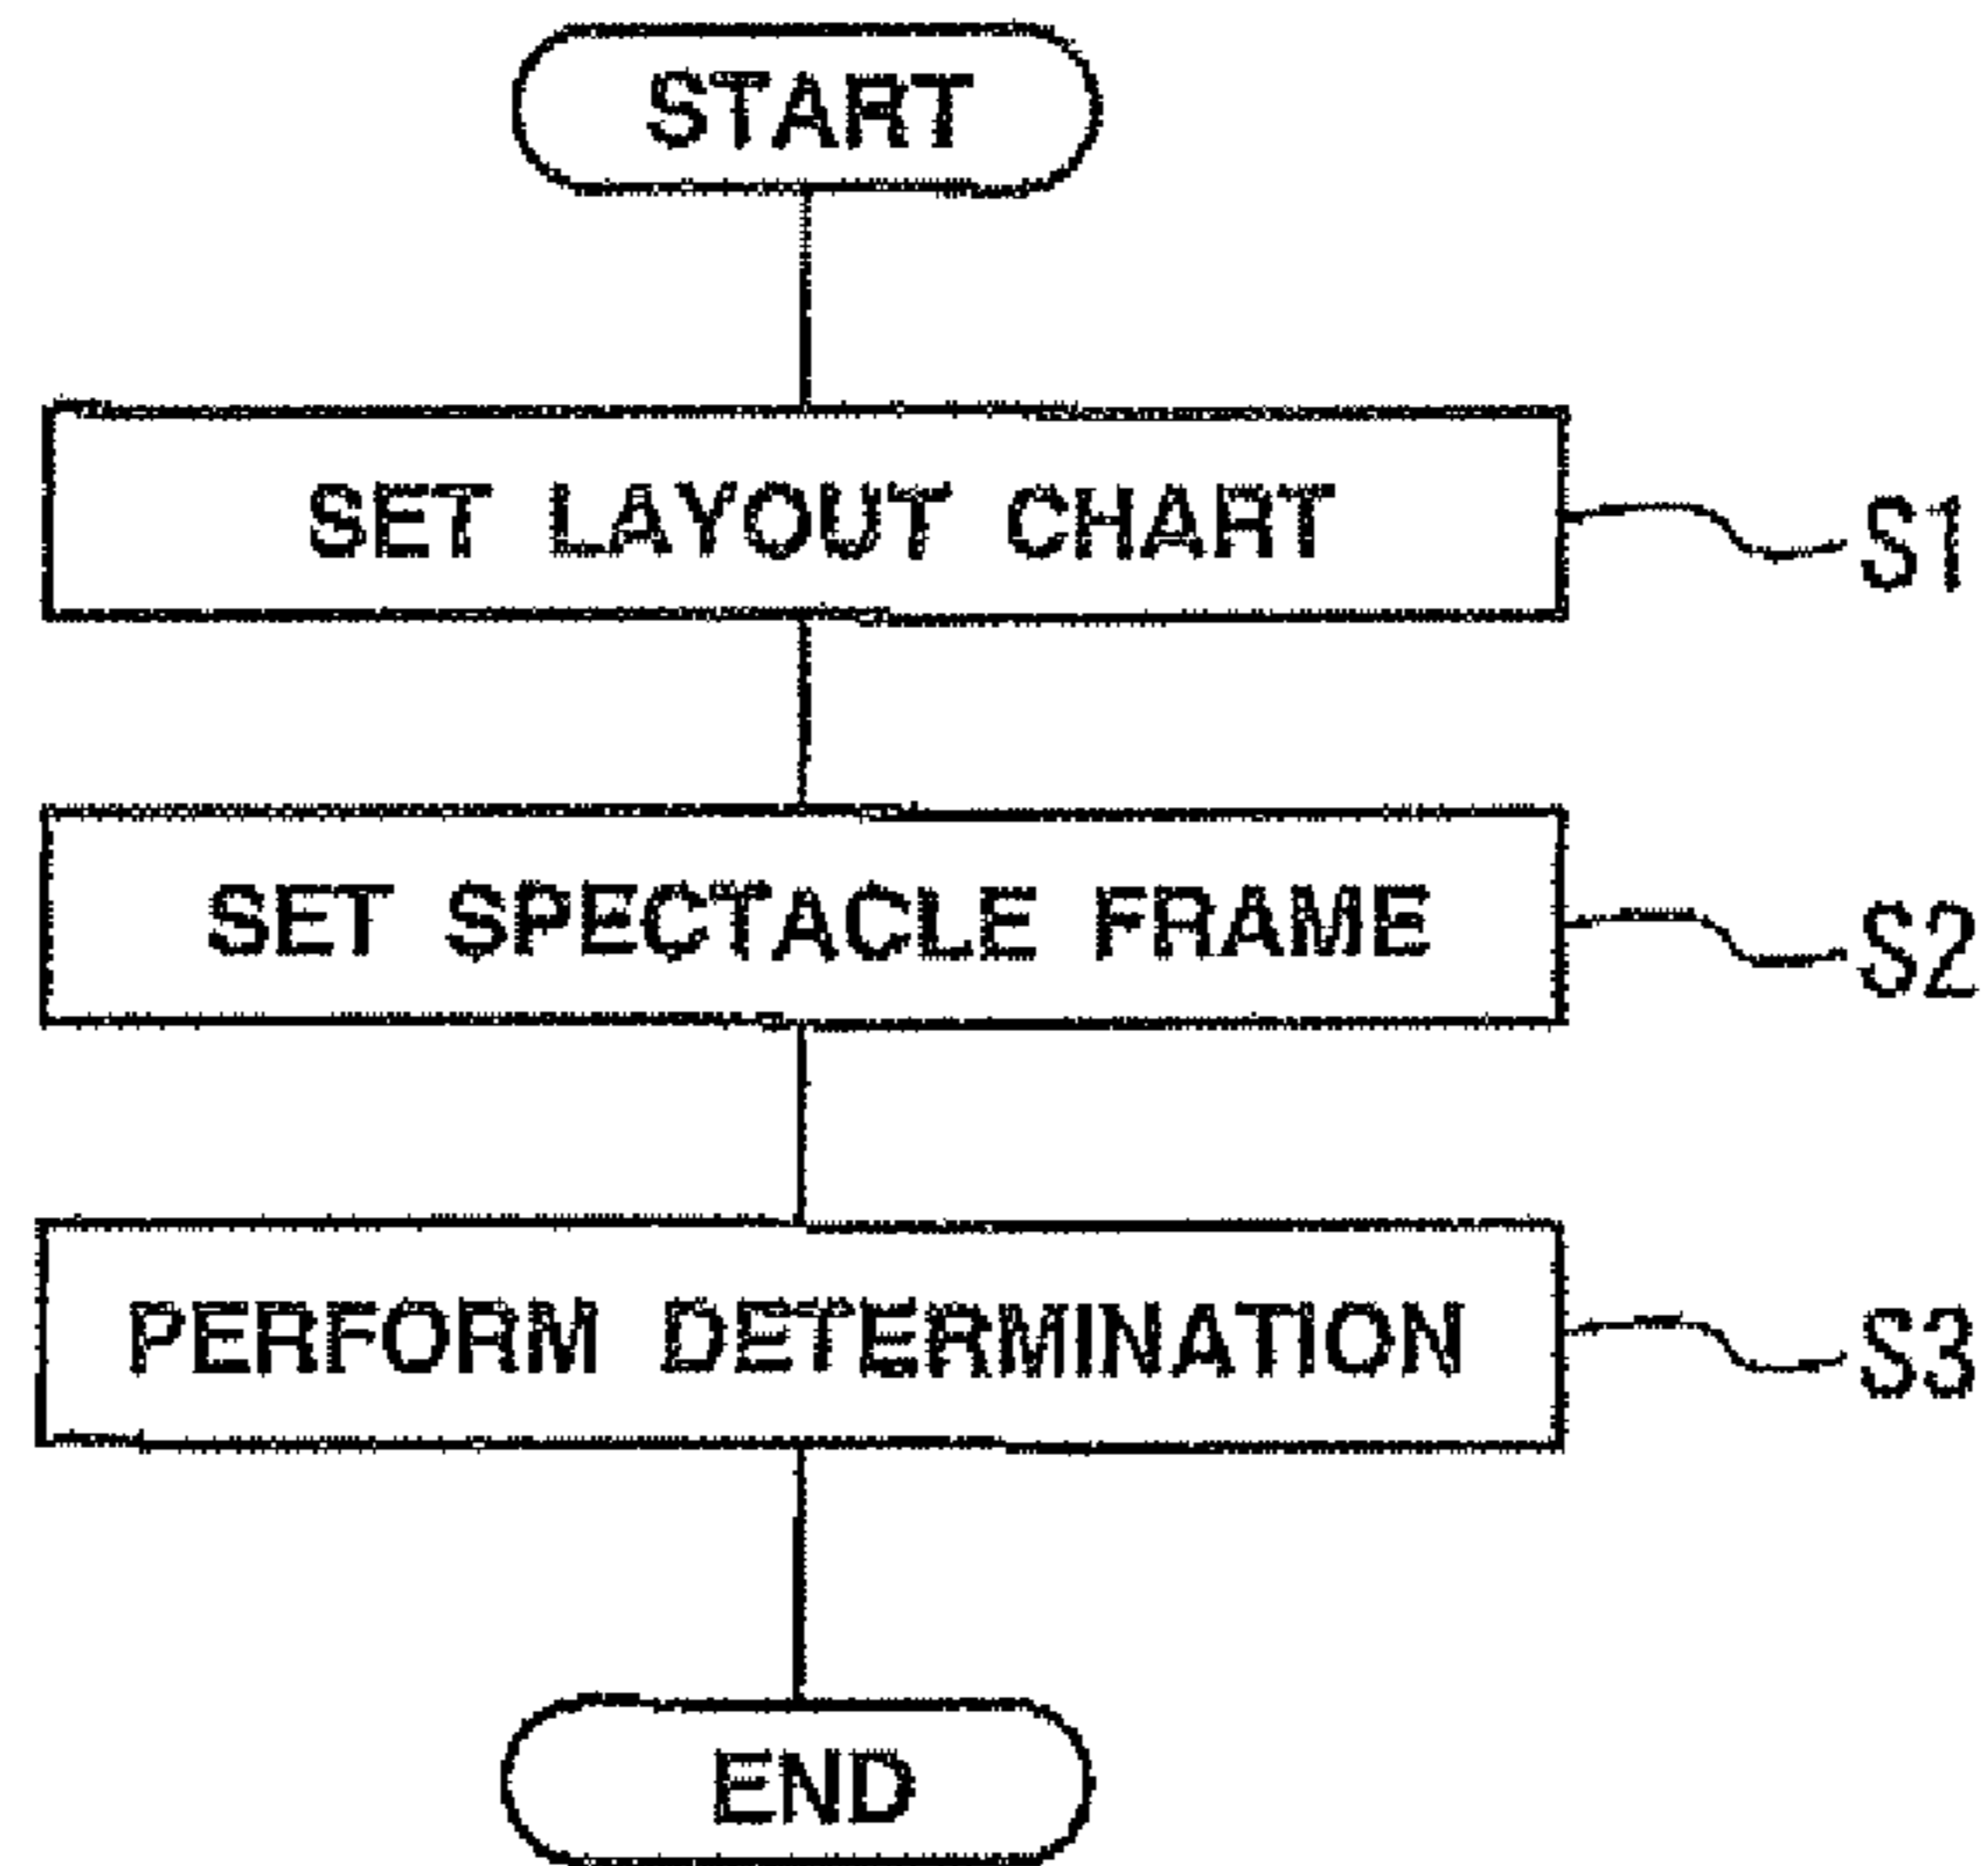 START
SET LAYOUT CHART
S1
SET SPECTACLE FRAME
S2
PERFORM DETERMINATION
S3
END